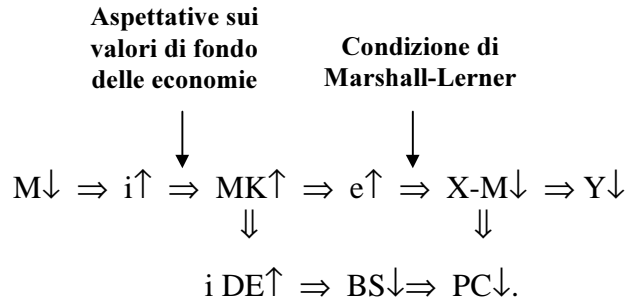 Aspettative sui
valori di fondo
delle economie
Condizione di
Marshall-Lerner
M↓ ⇒ i↑ ⇒ MK↑ ⇒ e↑ ⇒ X-M↓ ⇒ Y↓
⇓ ⇓
i DE↑ ⇒ BS↓⇒ PC↓.